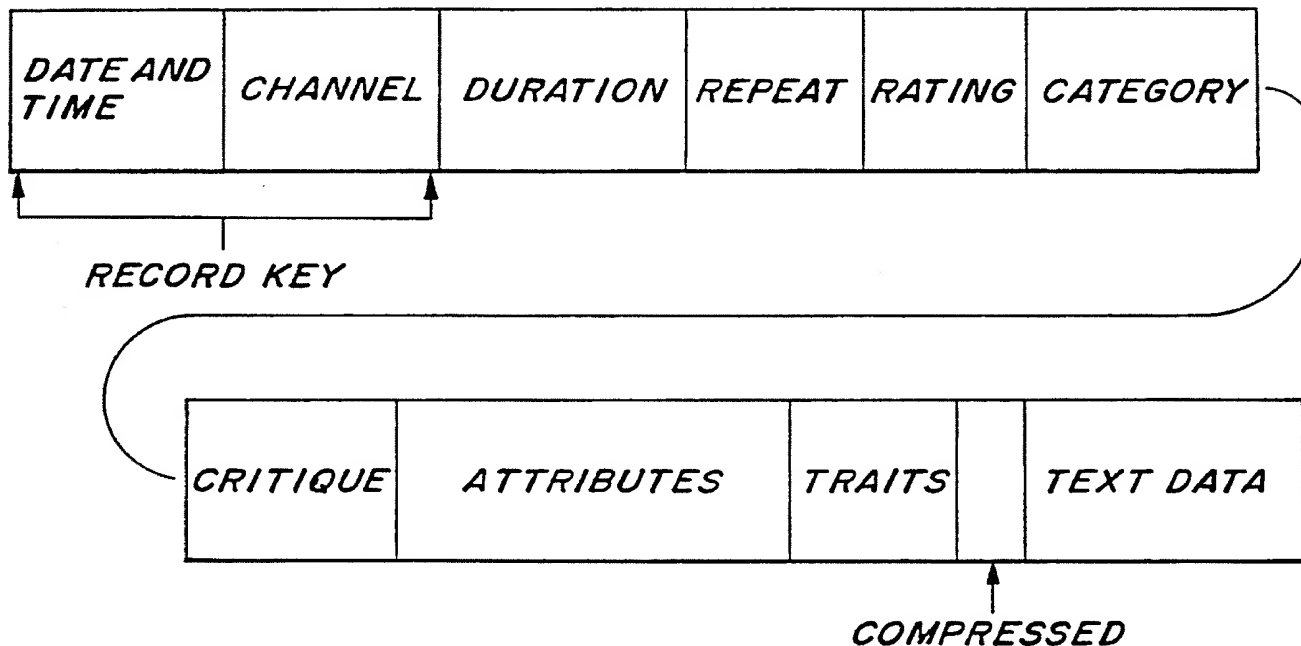 DATE AND
TIME
CHANNEL
DURATION
REPEAT
RATING
CATEGORY
RECORD KEY
CRITIQUE
ATTRIBUTES
TRAITS
TEXT DATA
COMPRESSED